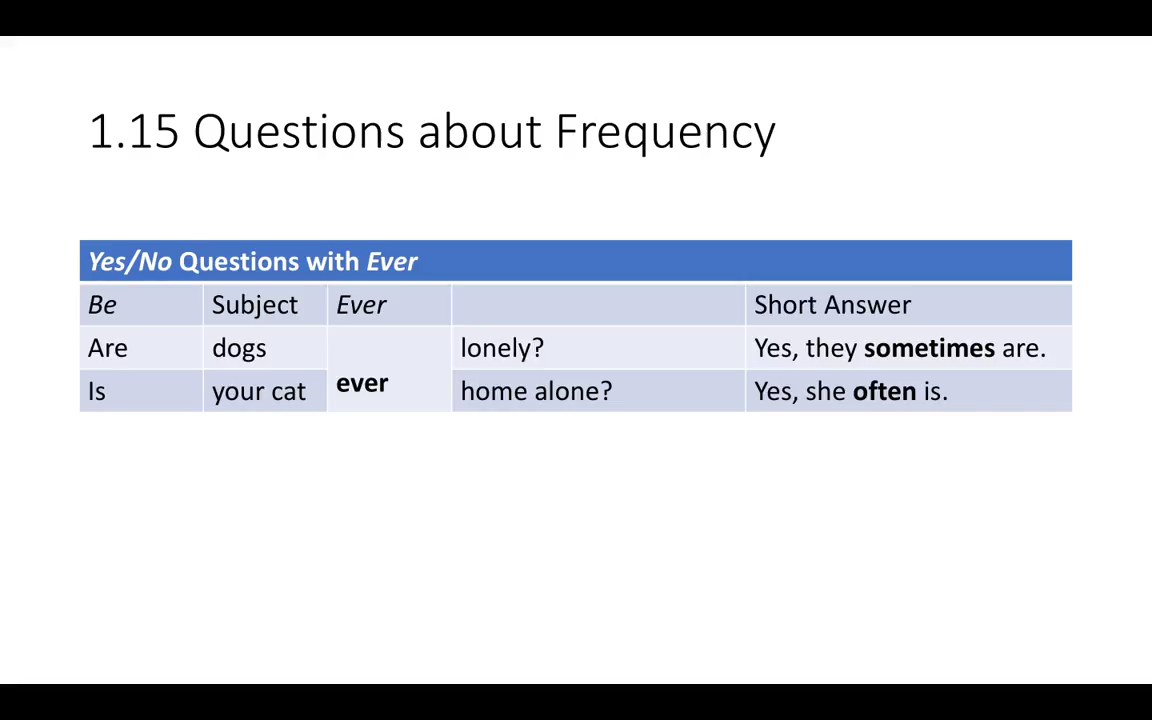 1.15 Questions about Frequency
Yes/No Questions with Ever
Be Subject Ever Short Answer
Are dogs ever lonely? Yes, they sometimes are.
Is your cat home alone? Yes, she often is.